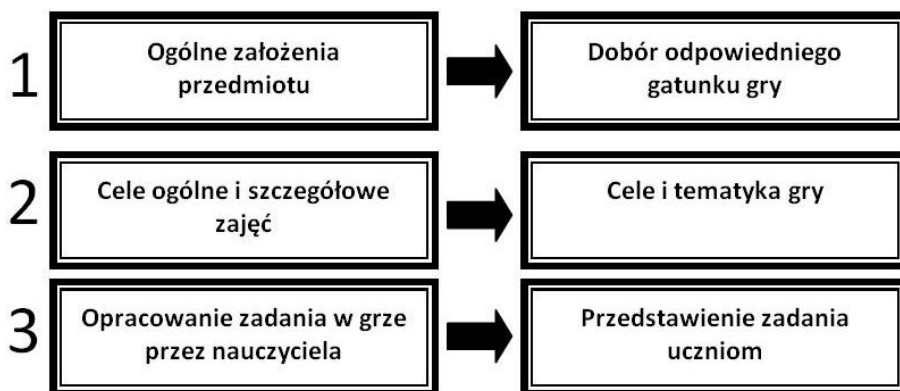 1
Ogólne założenia
przedmiotu
Dobór odpowiedniego
gatunku gry
2
Cele ogólne i szczegółowe
zajęć
Cele i tematyka gry
3
Opracowanie zadania w grze
przez nauczyciela
Przedstawienie zadania
uczniom